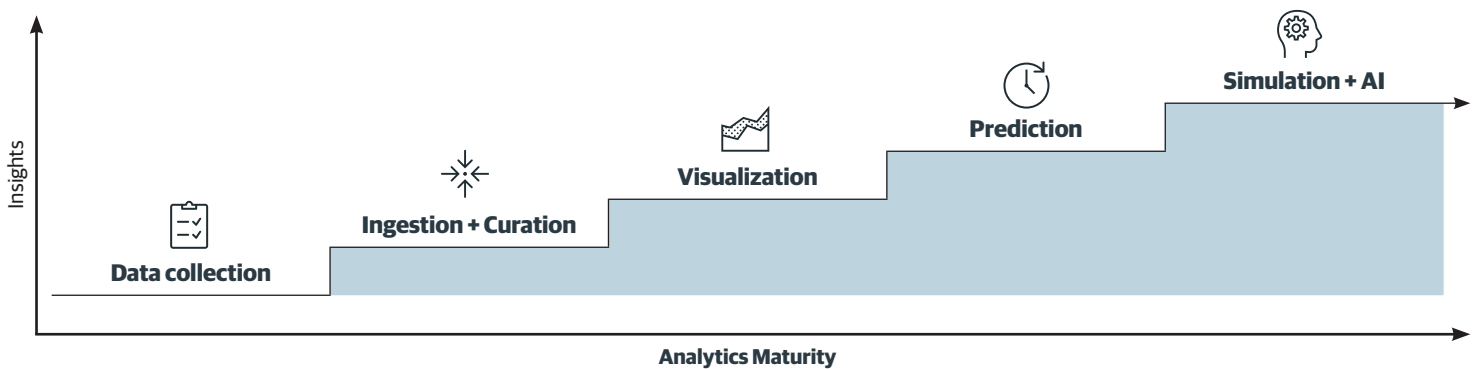 Insights
Data collection
Ingestion + Curation
Visualization
Prediction
Simulation + AI
Analytics Maturity